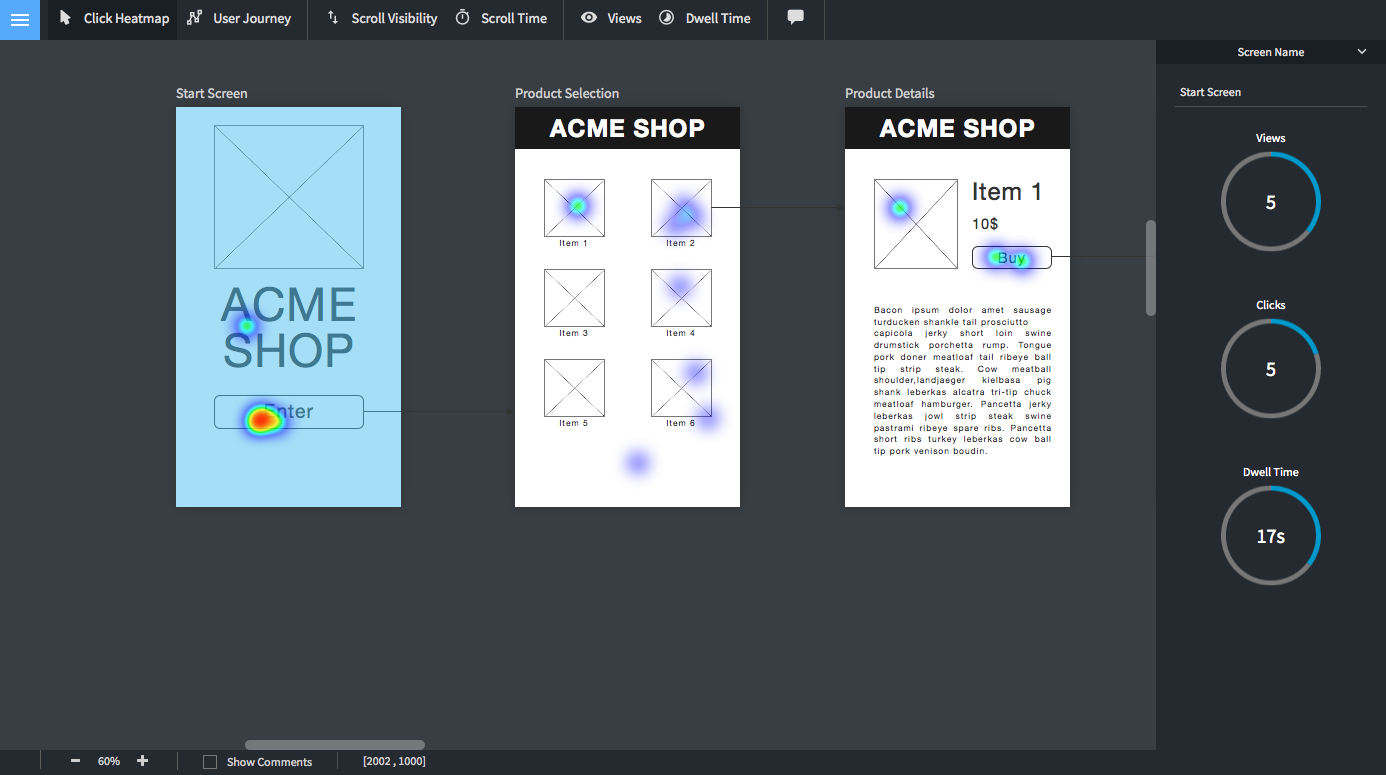 Click Heatmap
User Journey
Scroll Visibility
Scroll Time
Views
Dwell Time
Screen Name
Start Screen
Views
5
Clicks
5
Dwell Time
17s
Start Screen
ACME
SHOP
Enter
Product Selection
ACME SHOP
Item 1
Item 2
Item 3
Item 4
Item 5
Item 6
Product Details
ACME SHOP
Item 1
10$
Buy
Bacon ipsum dolor amet sausage
turducken shankle tail prosciutto
capicola jerky short loin swine
drumstick porchetta rump. Tongue
pork doner meatloaf tail ribeye ball
tip strip steak. Cow meatball
shoulder,landjaeger kielbasa pig
shank leberkas alcatra tri-tip chuck
meatloaf hamburger. Pancetta jerky
leberkas jowl strip steak swine
pastrami ribeye spare ribs. Pancetta
short ribs turkey leberkas cow ball
tip pork venison boudin.
60%
Show Comments
[2002 , 1000]